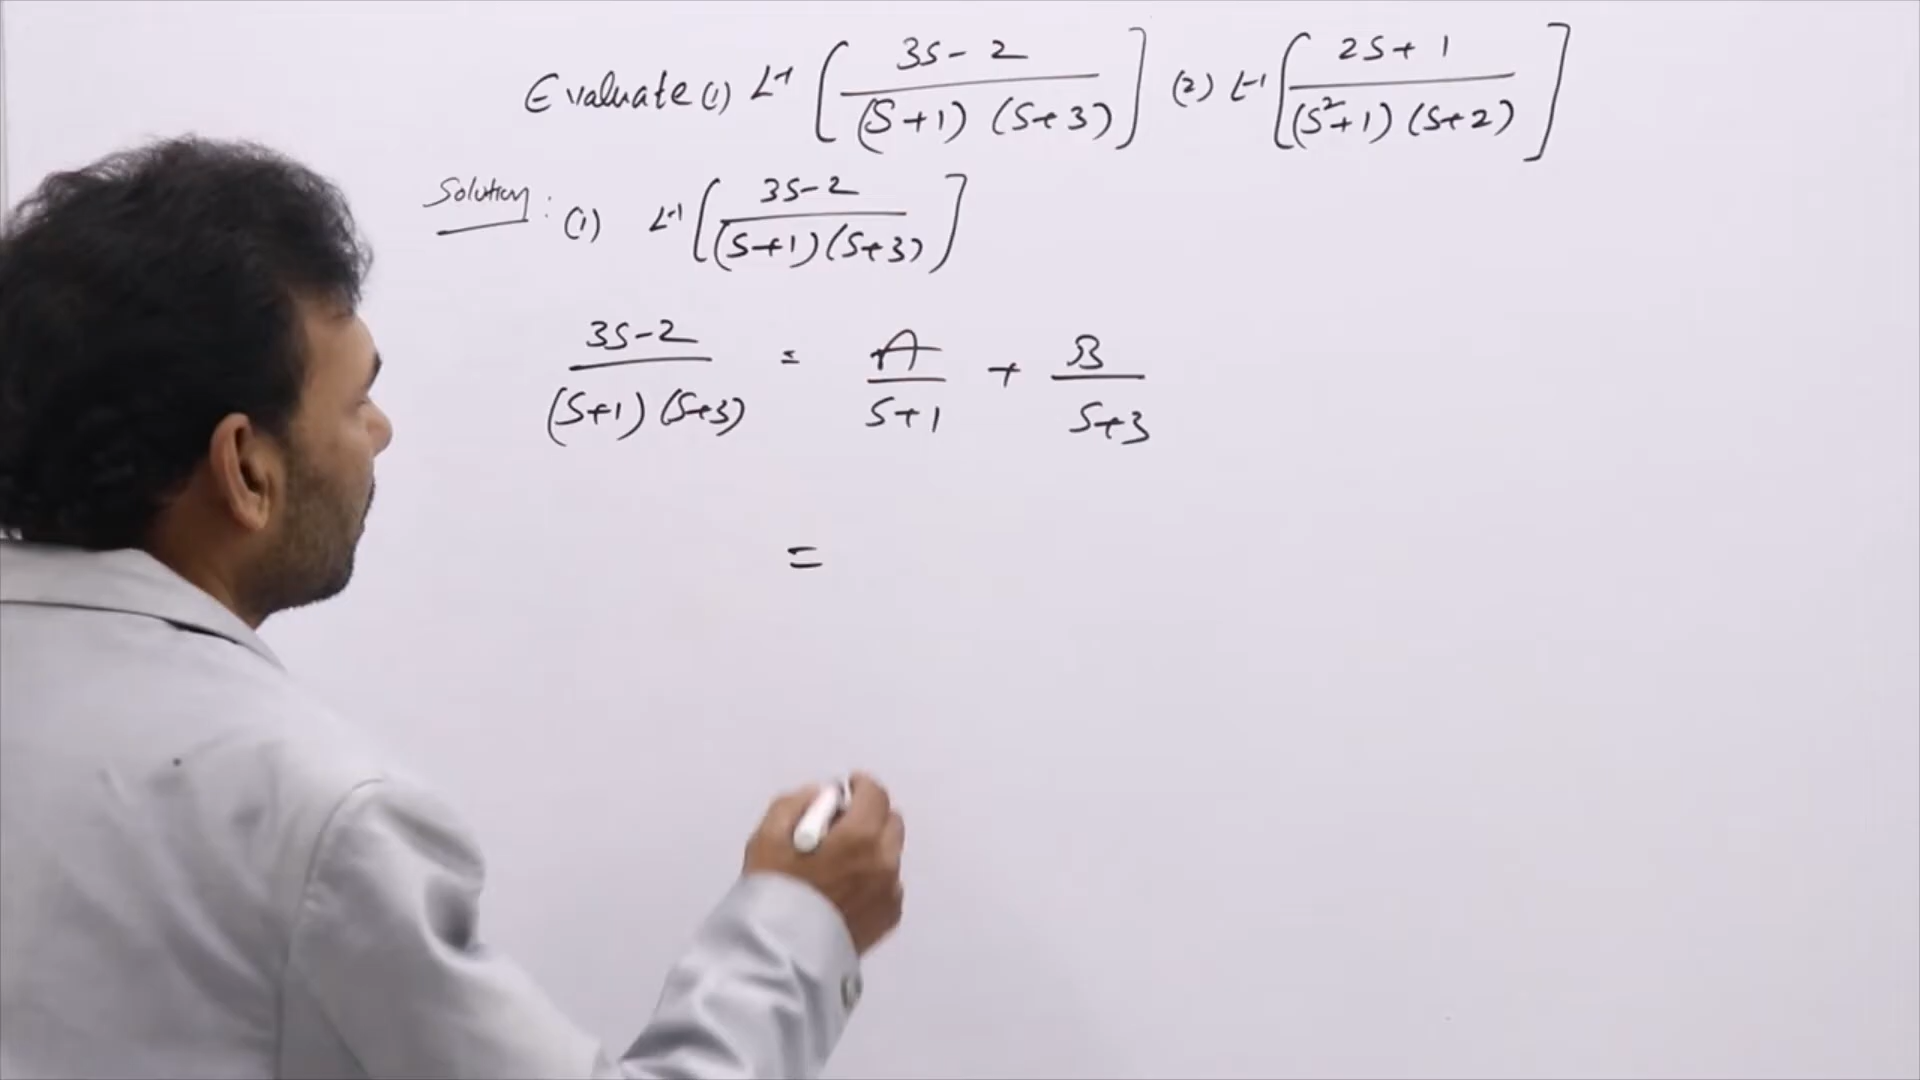 Evaluate (1) L⁻¹ [ (3s-2) / ((s+1)(s+3)) ] (2) L⁻¹ [ (2s+1) / ((s²+1)(s+2)) ]
Solution: (1) L⁻¹ [ (3s-2) / ((s+1)(s+3)) ]
(3s-2) / ((s+1)(s+3)) = A / (s+1) + B / (s+3)
=